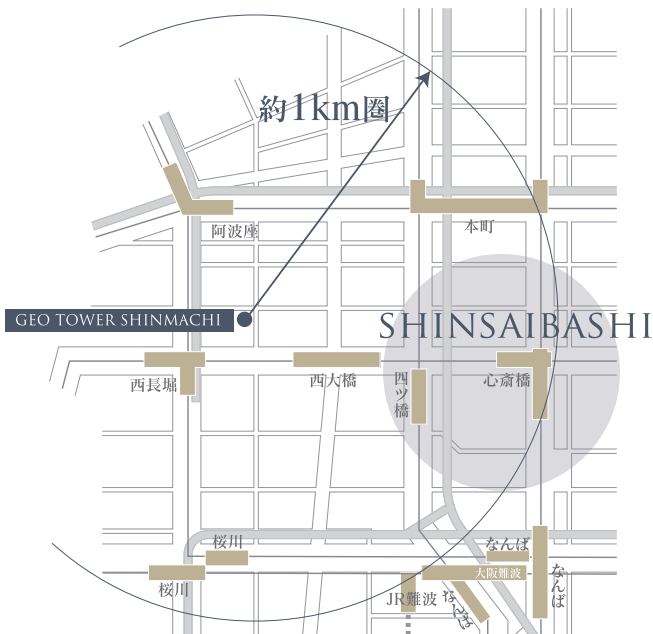 約1km圏
阿波座
本町
GEO TOWER SHINMACHI
SHINSAIBASHI
西長堀
西大橋
四ツ橋
心斎橋
桜川
なんば
桜川
大阪難波
なんば
JR難波
なんば